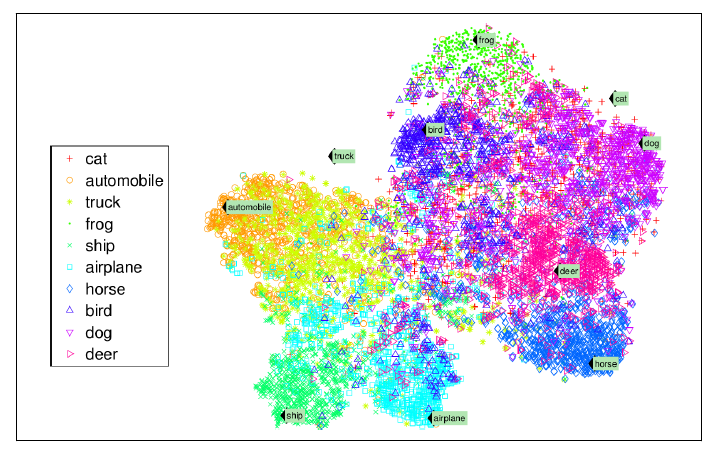 frog
cat
bird
dog
truck
cat
automobile
truck
frog
ship
airplane
horse
bird
dog
deer
automobile
deer
horse
ship
airplane